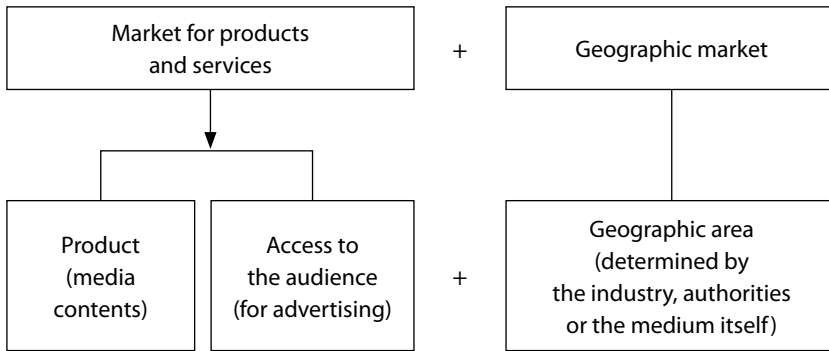 Market for products
and services
+
Geographic market
Product
(media
contents)
Access to
the audience
(for advertising)
+
Geographic area
(determined by
the industry, authorities
or the medium itself)